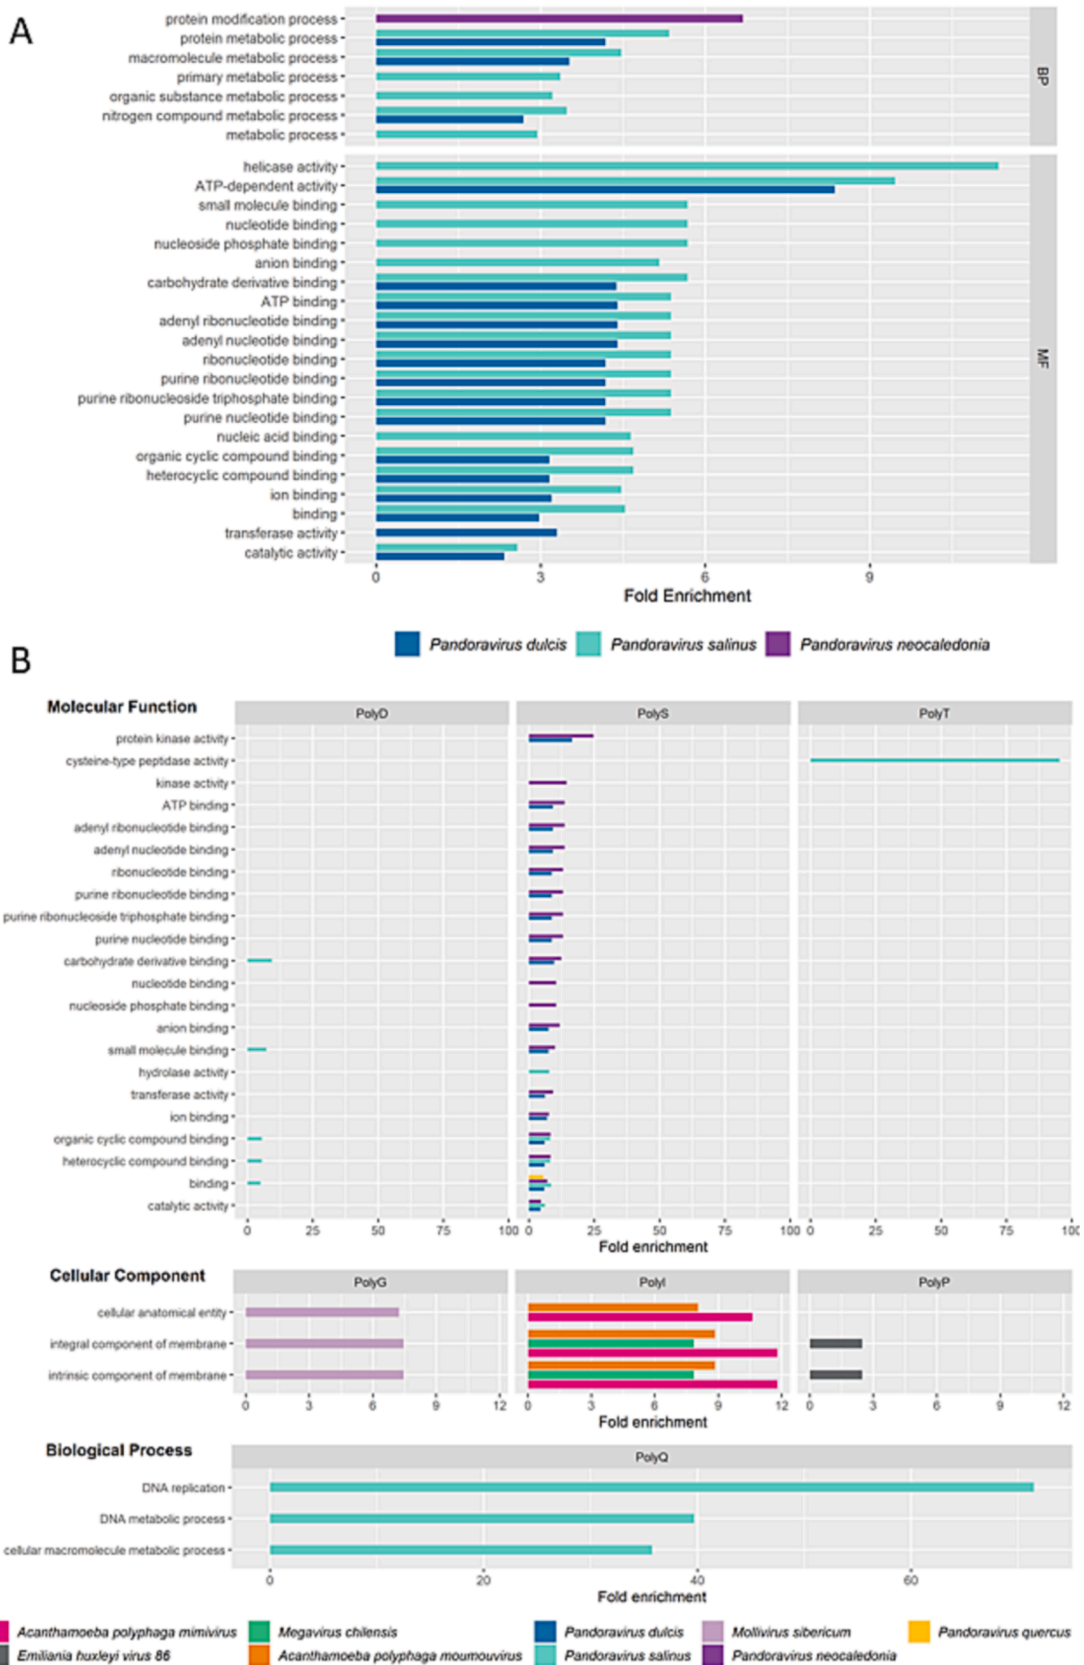 A
protein modification process
protein metabolic process
macromolecule metabolic process
primary metabolic process
organic substance metabolic process
nitrogen compound metabolic process
metabolic process
BP
helicase activity
ATP-dependent activity
small molecule binding
nucleotide binding
nucleoside phosphate binding
anion binding
carbohydrate derivative binding
ATP binding
adenyl ribonucleotide binding
adenyl nucleotide binding
ribonucleotide binding
purine ribonucleotide binding
purine ribonucleoside triphosphate binding
purine nucleotide binding
nucleic acid binding
organic cyclic compound binding
heterocyclic compound binding
ion binding
binding
transferase activity
catalytic activity
MF
0 3 6 9
Fold Enrichment
Pandoravirus dulcis Pandoravirus salinus Pandoravirus neocaledonia
B
Molecular Function
PolyD PolyS PolyT
protein kinase activity
cysteine-type peptidase activity
kinase activity
ATP binding
adenyl ribonucleotide binding
adenyl nucleotide binding
ribonucleotide binding
purine ribonucleotide binding
purine ribonucleoside triphosphate binding
purine nucleotide binding
carbohydrate derivative binding
nucleotide binding
nucleoside phosphate binding
anion binding
small molecule binding
hydrolase activity
transferase activity
ion binding
organic cyclic compound binding
heterocyclic compound binding
binding
catalytic activity
0 25 50 75 100 0 25 50 75 100 0 25 50 75 100
Fold enrichment
Cellular Component
PolyG PolyI PolyP
cellular anatomical entity
integral component of membrane
intrinsic component of membrane
0 3 6 9 12 0 3 6 9 12 0 3 6 9 12
Fold enrichment
Biological Process
PolyQ
DNA replication
DNA metabolic process
cellular macromolecule metabolic process
0 20 40 60
Fold enrichment
Acanthamoeba polyphaga mimivirus Megavirus chilensis Pandoravirus dulcis Mollivirus sibericum Pandoravirus quercus
Emiliania huxleyi virus 86 Acanthamoeba polyphaga moumouvirus Pandoravirus salinus Pandoravirus neocaledonia